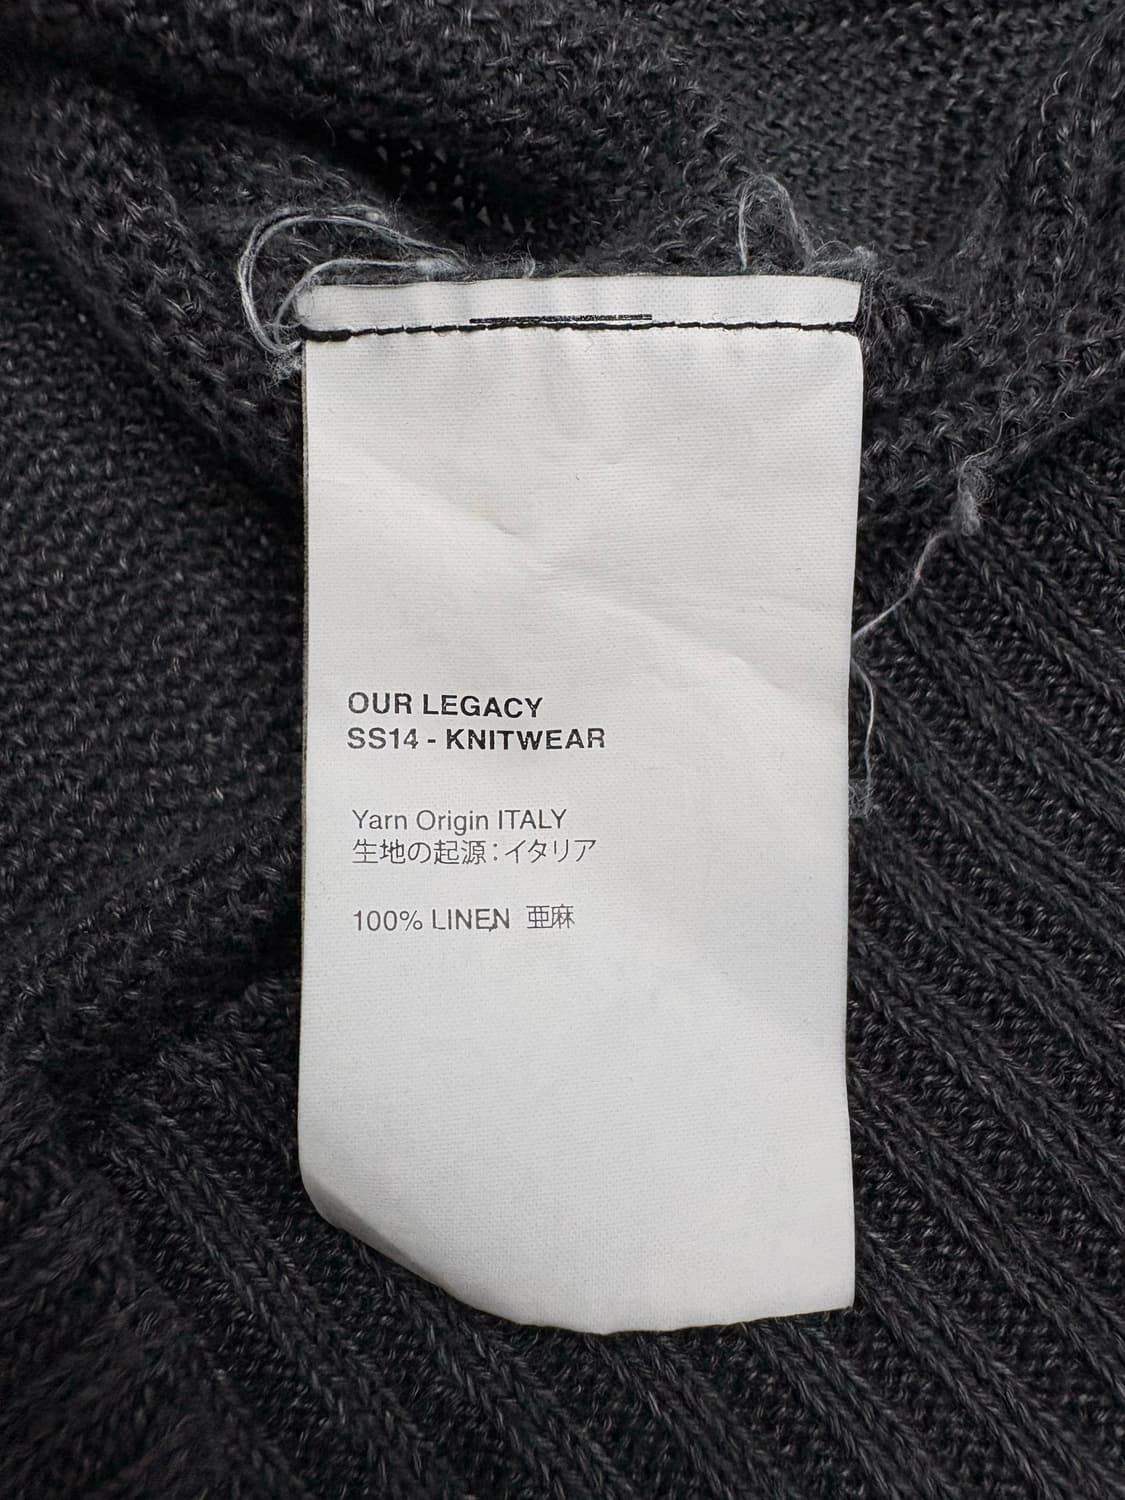 OUR LEGACY
SS14 - KNITWEAR
Yarn Origin ITALY
生地の起源：イタリア
100% LINEN 亜麻